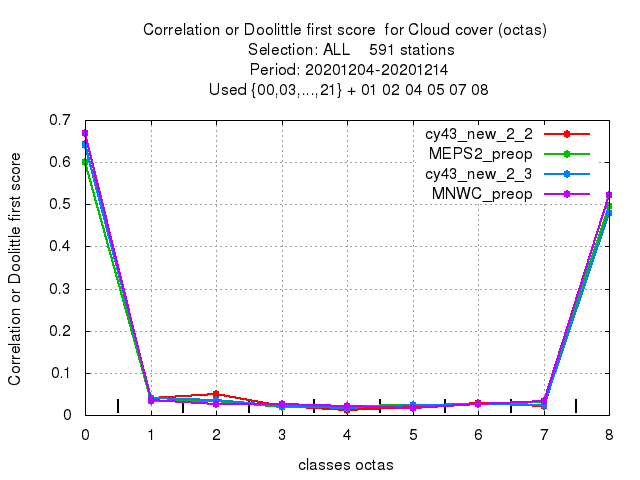 Correlation or Doolittle first score  for Cloud cover (octas)
Selection: ALL    591 stations
Period: 20201204-20201214
Used {00,03,...,21} + 01 02 04 05 07 08
Correlation or Doolittle first score
0.7
0.6
0.5
0.4
0.3
0.2
0.1
0
cy43_new_2_2
MEPS2_preop
cy43_new_2_3
MNWC_preop
0 1 2 3 4 5 6 7 8
classes octas